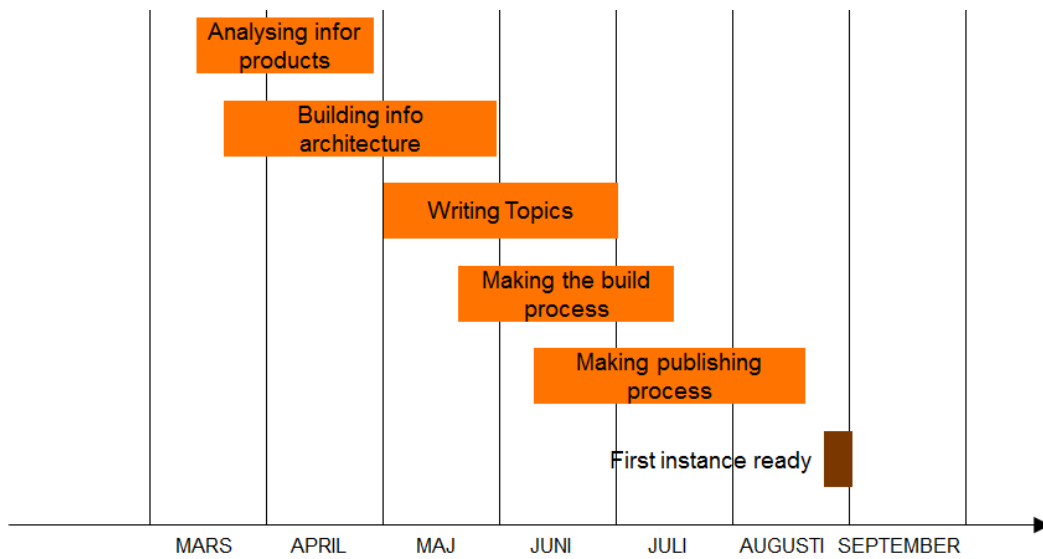 Analysing infor
products
Building info
architecture
Writing Topics
Making the build
process
Making publishing
process
First instance ready
MARS APRIL MAJ JUNI JULI AUGUSTI SEPTEMBER